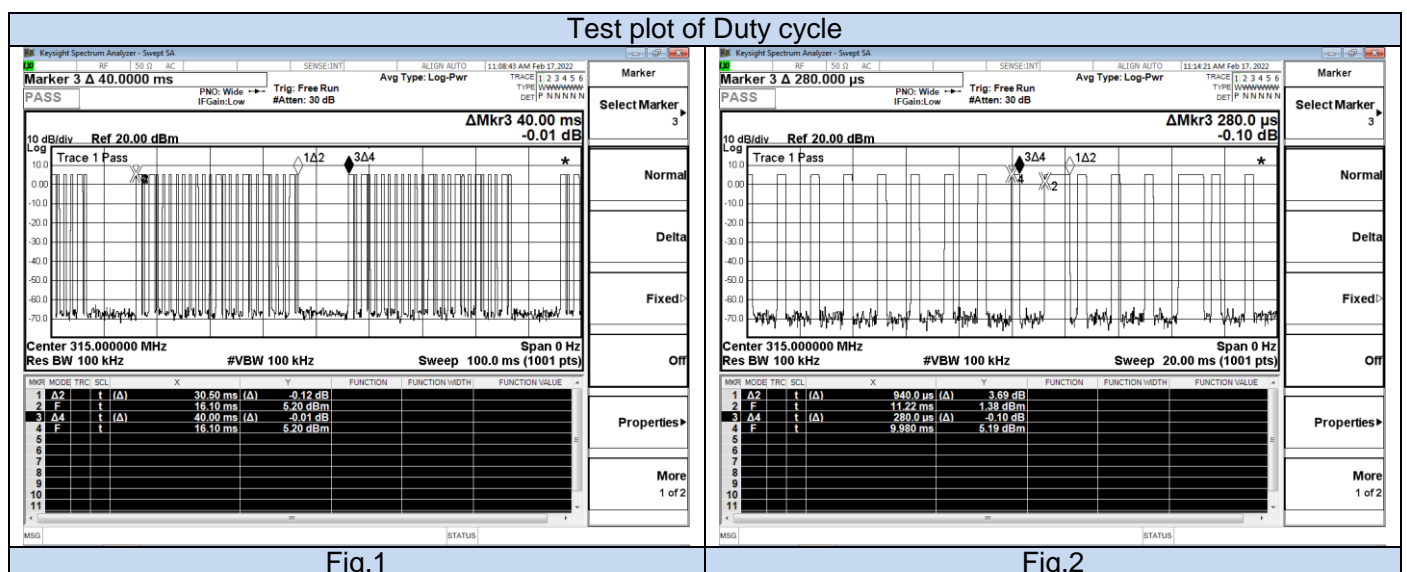 Test plot of Duty cycle
Keysight Spectrum Analyzer - Swept SA
RF 50 Ω AC SENSE:INT ALIGN AUTO 11:08:43 AM Feb 17, 2022
Marker 3 Δ 40.0000 ms
PASS
PNO: Wide
IFGain:Low
Trig: Free Run
#Atten: 30 dB
Avg Type: Log-Pwr
TRACE 1 2 3 4 5 6
TYPE WWWWWW
DET P NNNNN
ΔMkr3 40.00 ms
-0.01 dB
10 dB/div Ref 20.00 dBm
Log
Trace 1 Pass
1Δ2
3Δ4
*
10.0
0.00
-10.0
-20.0
-30.0
-40.0
-50.0
-60.0
-70.0
Center 315.000000 MHz Span 0 Hz
Res BW 100 kHz #VBW 100 kHz Sweep 100.0 ms (1001 pts)
MKR MODE TRC SCL X Y FUNCTION FUNCTION WIDTH FUNCTION VALUE
1 Δ2 t (Δ) 30.50 ms (Δ) -0.12 dB
2 F t 16.10 ms 5.20 dBm
3 Δ4 t (Δ) 40.00 ms (Δ) -0.01 dB
4 F t 16.10 ms 5.20 dBm
5
6
7
8
9
10
11
MSG STATUS
Marker
Select Marker
3
Normal
Delta
Fixed
Off
Properties
More
1 of 2
Fig.1
Keysight Spectrum Analyzer - Swept SA
RF 50 Ω AC SENSE:INT ALIGN AUTO 11:14:21 AM Feb 17, 2022
Marker 3 Δ 280.000 µs
PASS
PNO: Wide
IFGain:Low
Trig: Free Run
#Atten: 30 dB
Avg Type: Log-Pwr
TRACE 1 2 3 4 5 6
TYPE WWWWWW
DET P NNNNN
ΔMkr3 280.0 µs
-0.10 dB
10 dB/div Ref 20.00 dBm
Log
Trace 1 Pass
3Δ4
1Δ2
*
4
2
10.0
0.00
-10.0
-20.0
-30.0
-40.0
-50.0
-60.0
-70.0
Center 315.000000 MHz Span 0 Hz
Res BW 100 kHz #VBW 100 kHz Sweep 20.00 ms (1001 pts)
MKR MODE TRC SCL X Y FUNCTION FUNCTION WIDTH FUNCTION VALUE
1 Δ2 t (Δ) 940.0 µs (Δ) 3.69 dB
2 F t 11.22 ms 1.38 dBm
3 Δ4 t (Δ) 280.0 µs (Δ) -0.10 dB
4 F t 9.980 ms 5.19 dBm
5
6
7
8
9
10
11
MSG STATUS
Marker
Select Marker
3
Normal
Delta
Fixed
Off
Properties
More
1 of 2
Fig.2